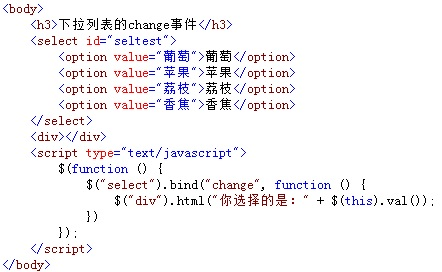 <body>
    <h3>下拉列表的change事件</h3>
    <select id="seltest">
        <option value="葡萄">葡萄</option>
        <option value="苹果">苹果</option>
        <option value="荔枝">荔枝</option>
        <option value="香焦">香焦</option>
    </select>
    <div></div>
    <script type="text/javascript">
        $(function () {
            $("select").bind("change", function () {
                $("div").html("你选择的是：" + $(this).val());
            })
        });
    </script>
</body>